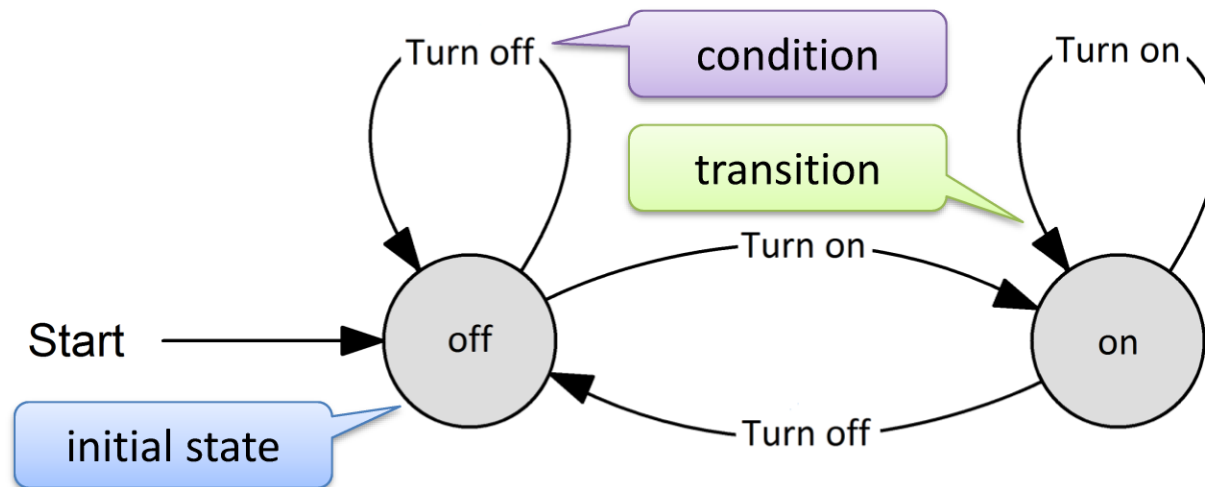 Turn off
condition
Turn on
transition
Turn on
Start
off
on
initial state
Turn off